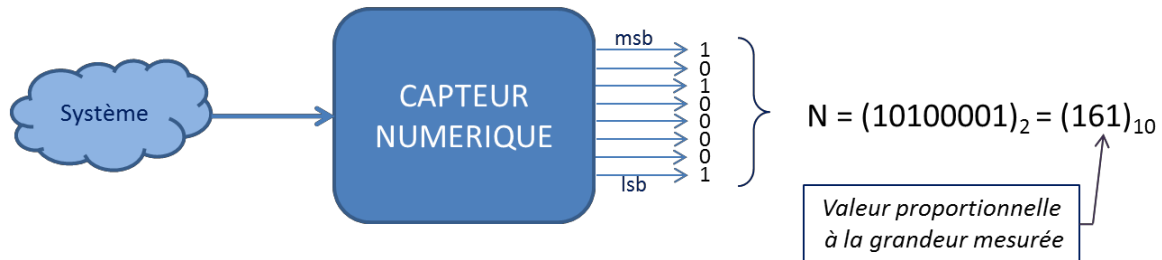 Système
CAPTEUR
NUMERIQUE
msb
1
0
1
0
0
0
0
1
lsb
N = (10100001)2 = (161)10
Valeur proportionnelle
à la grandeur mesurée